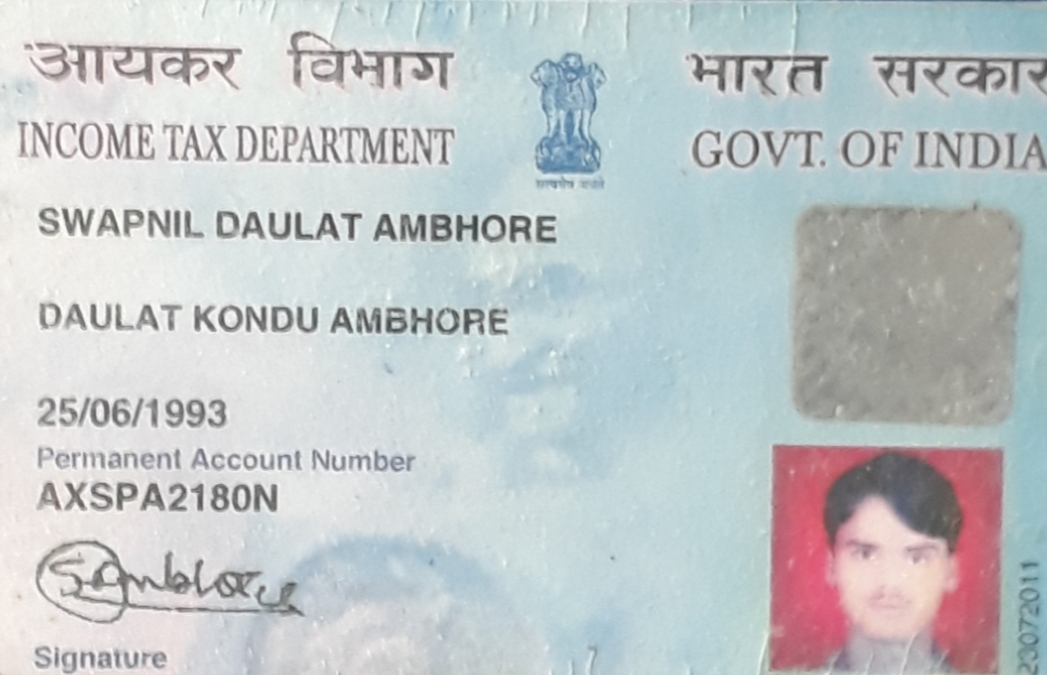 आयकर विभाग भारत सरकार
INCOME TAX DEPARTMENT GOVT. OF INDIA
सत्यमेव जयते
SWAPNIL DAULAT AMBHORE
DAULAT KONDU AMBHORE
25/06/1993
Permanent Account Number
AXSPA2180N
SAmbhore
Signature
23072011